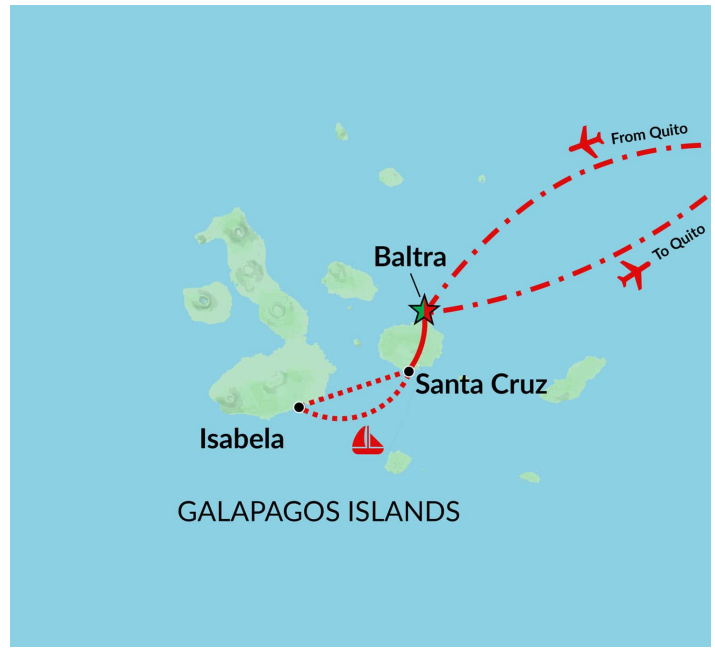 From Quito
To Quito
Baltra
Santa Cruz
Isabela
GALAPAGOS ISLANDS